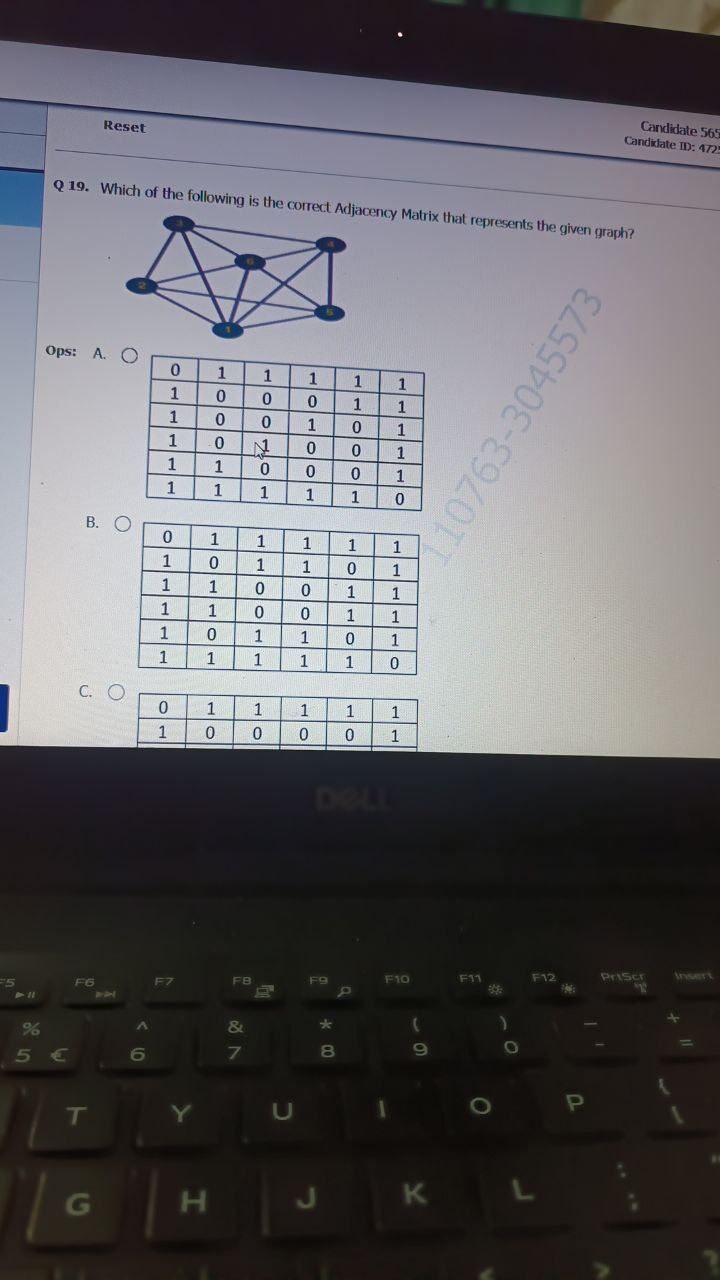 Reset
Candidate 565
Candidate ID: 472
Q 19. Which of the following is the correct Adjacency Matrix that represents the given graph?
3
4
6
2
5
1
Ops: A.
0 1 1 1 1 1
1 0 0 0 1 1
1 0 0 1 0 1
1 0 1 0 0 1
1 1 0 0 0 1
1 1 1 1 1 0
B.
0 1 1 1 1 1
1 0 1 1 0 1
1 1 0 0 1 1
1 1 0 0 1 1
1 0 1 1 0 1
1 1 1 1 1 0
C.
0 1 1 1 1 1
1 0 0 0 0 1
110763-3045573
DELL
F5 F6 F7 F8 F9 F10 F11 F12 PrtScr Insert
% ^ & * ( ) _ +
5 € 6 7 8 9 0 - =
T Y U I O P { [
G H J K L : ;
< > ?